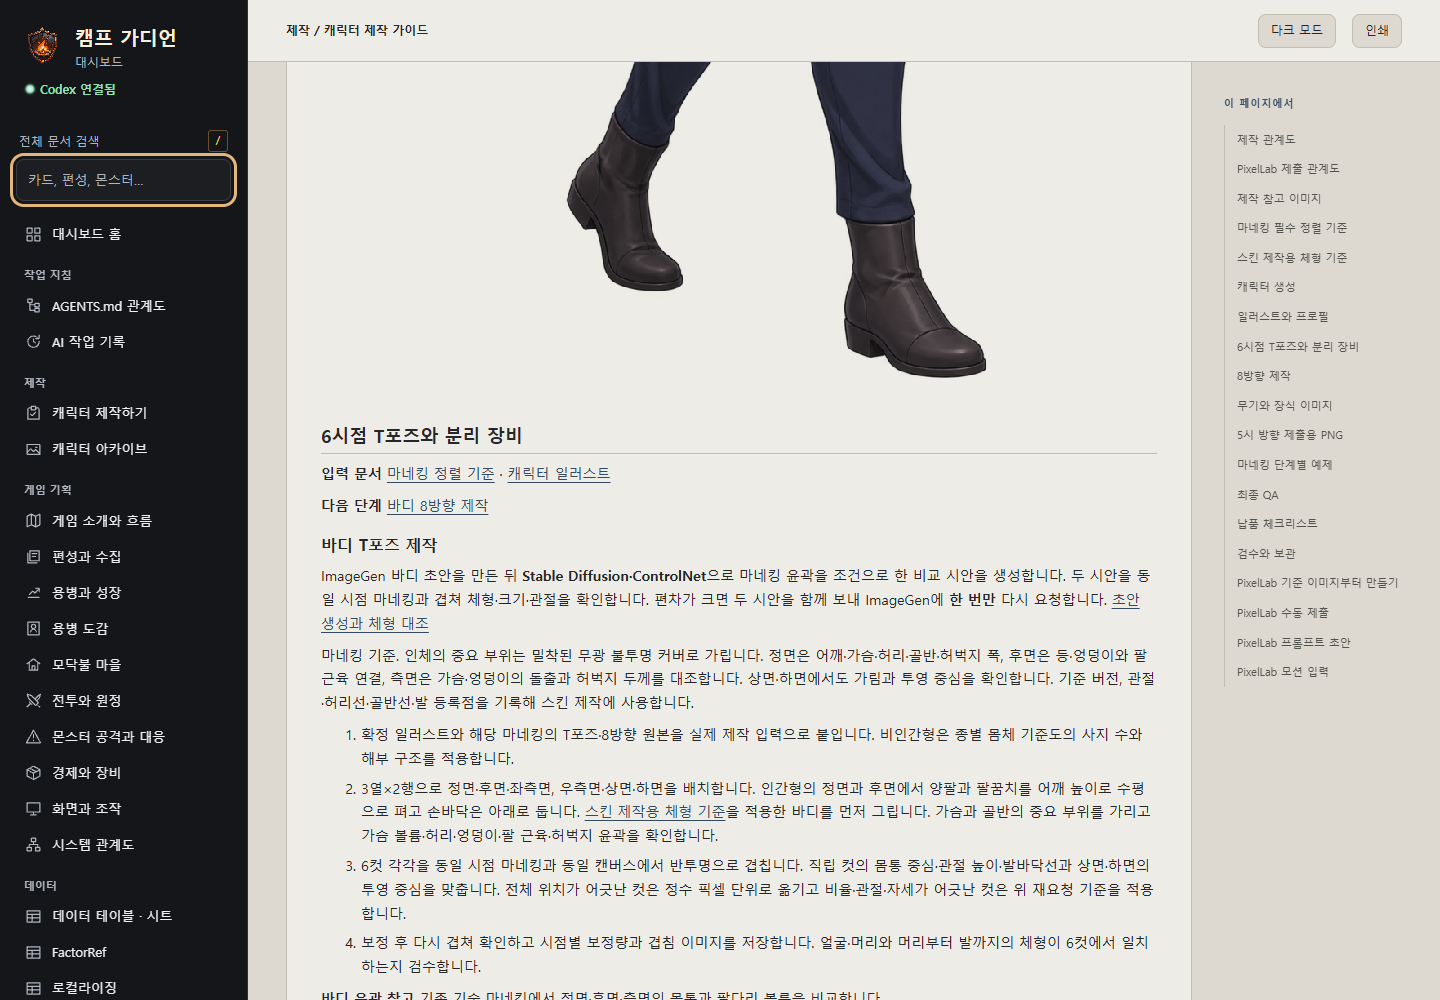 캠프 가디언
대시보드
Codex 연결됨
전체 문서 검색
/
카드, 편성, 몬스터...
대시보드 홈
작업 지침
AGENTS.md 관계도
AI 작업 기록
제작
캐릭터 제작하기
캐릭터 아카이브
게임 기획
게임 소개와 흐름
편성과 수집
용병과 성장
용병 도감
모닥불 마을
전투와 원정
몬스터 공격과 대응
경제와 장비
화면과 조작
시스템 관계도
데이터
데이터 테이블 · 시트
FactorRef
로컬라이징
제작 / 캐릭터 제작 가이드
다크 모드
인쇄
6시점 T포즈와 분리 장비
입력 문서 마네킹 정렬 기준 · 캐릭터 일러스트
다음 단계 바디 8방향 제작
바디 T포즈 제작
ImageGen 바디 초안을 만든 뒤 Stable Diffusion·ControlNet으로 마네킹 윤곽을 조건으로 한 비교 시안을 생성합니다. 두 시안을 동
일 시점 마네킹과 겹쳐 체형·크기·관절을 확인합니다. 편차가 크면 두 시안을 함께 보내 ImageGen에 한 번만 다시 요청합니다. 초안
생성과 체형 대조
마네킹 기준. 인체의 중요 부위는 밀착된 무광 불투명 커버로 가립니다. 정면은 어깨·가슴·허리·골반·허벅지 폭, 후면은 등·엉덩이와 팔
근육 연결, 측면은 가슴·엉덩이의 돌출과 허벅지 두께를 대조합니다. 상면·하면에서도 가림과 투영 중심을 확인합니다. 기준 버전, 관절
·허리선·골반선·발 등록점을 기록해 스킨 제작에 사용합니다.
1. 확정 일러스트와 해당 마네킹의 T포즈·8방향 원본을 실제 제작 입력으로 붙입니다. 비인간형은 종별 몸체 기준도의 사지 수와
해부 구조를 적용합니다.
2. 3열×2행으로 정면·후면·좌측면, 우측면·상면·하면을 배치합니다. 인간형의 정면과 후면에서 양팔과 팔꿈치를 어깨 높이로 수평
으로 펴고 손바닥은 아래로 둡니다. 스킨 제작용 체형 기준을 적용한 바디를 먼저 그립니다. 가슴과 골반의 중요 부위를 가리고
가슴 볼륨·허리·엉덩이·팔 근육·허벅지 윤곽을 확인합니다.
3. 6컷 각각을 동일 시점 마네킹과 동일 캔버스에서 반투명으로 겹칩니다. 직립 컷의 몸통 중심·관절 높이·발바닥선과 상면·하면의
투영 중심을 맞춥니다. 전체 위치가 어긋난 컷은 정수 픽셀 단위로 옮기고 비율·관절·자세가 어긋난 컷은 위 재요청 기준을 적용
합니다.
4. 보정 후 다시 겹쳐 확인하고 시점별 보정량과 겹침 이미지를 저장합니다. 얼굴·머리와 머리부터 발까지의 체형이 6컷에서 일치
하는지 검수합니다.
바디 윤곽 참고 기존 기술 마네킹에서 정면·후면·측면의 몸통과 팔다리 볼륨을 비교합니다.
이 페이지에서
제작 관계도
PixelLab 제출 관계도
제작 참고 이미지
마네킹 필수 정렬 기준
스킨 제작용 체형 기준
캐릭터 생성
일러스트와 프로필
6시점 T포즈와 분리 장비
8방향 제작
무기와 장식 이미지
5시 방향 제출용 PNG
마네킹 단계별 예제
최종 QA
납품 체크리스트
검수와 보관
PixelLab 기준 이미지부터 만들기
PixelLab 수동 제출
PixelLab 프롬프트 초안
PixelLab 모션 입력